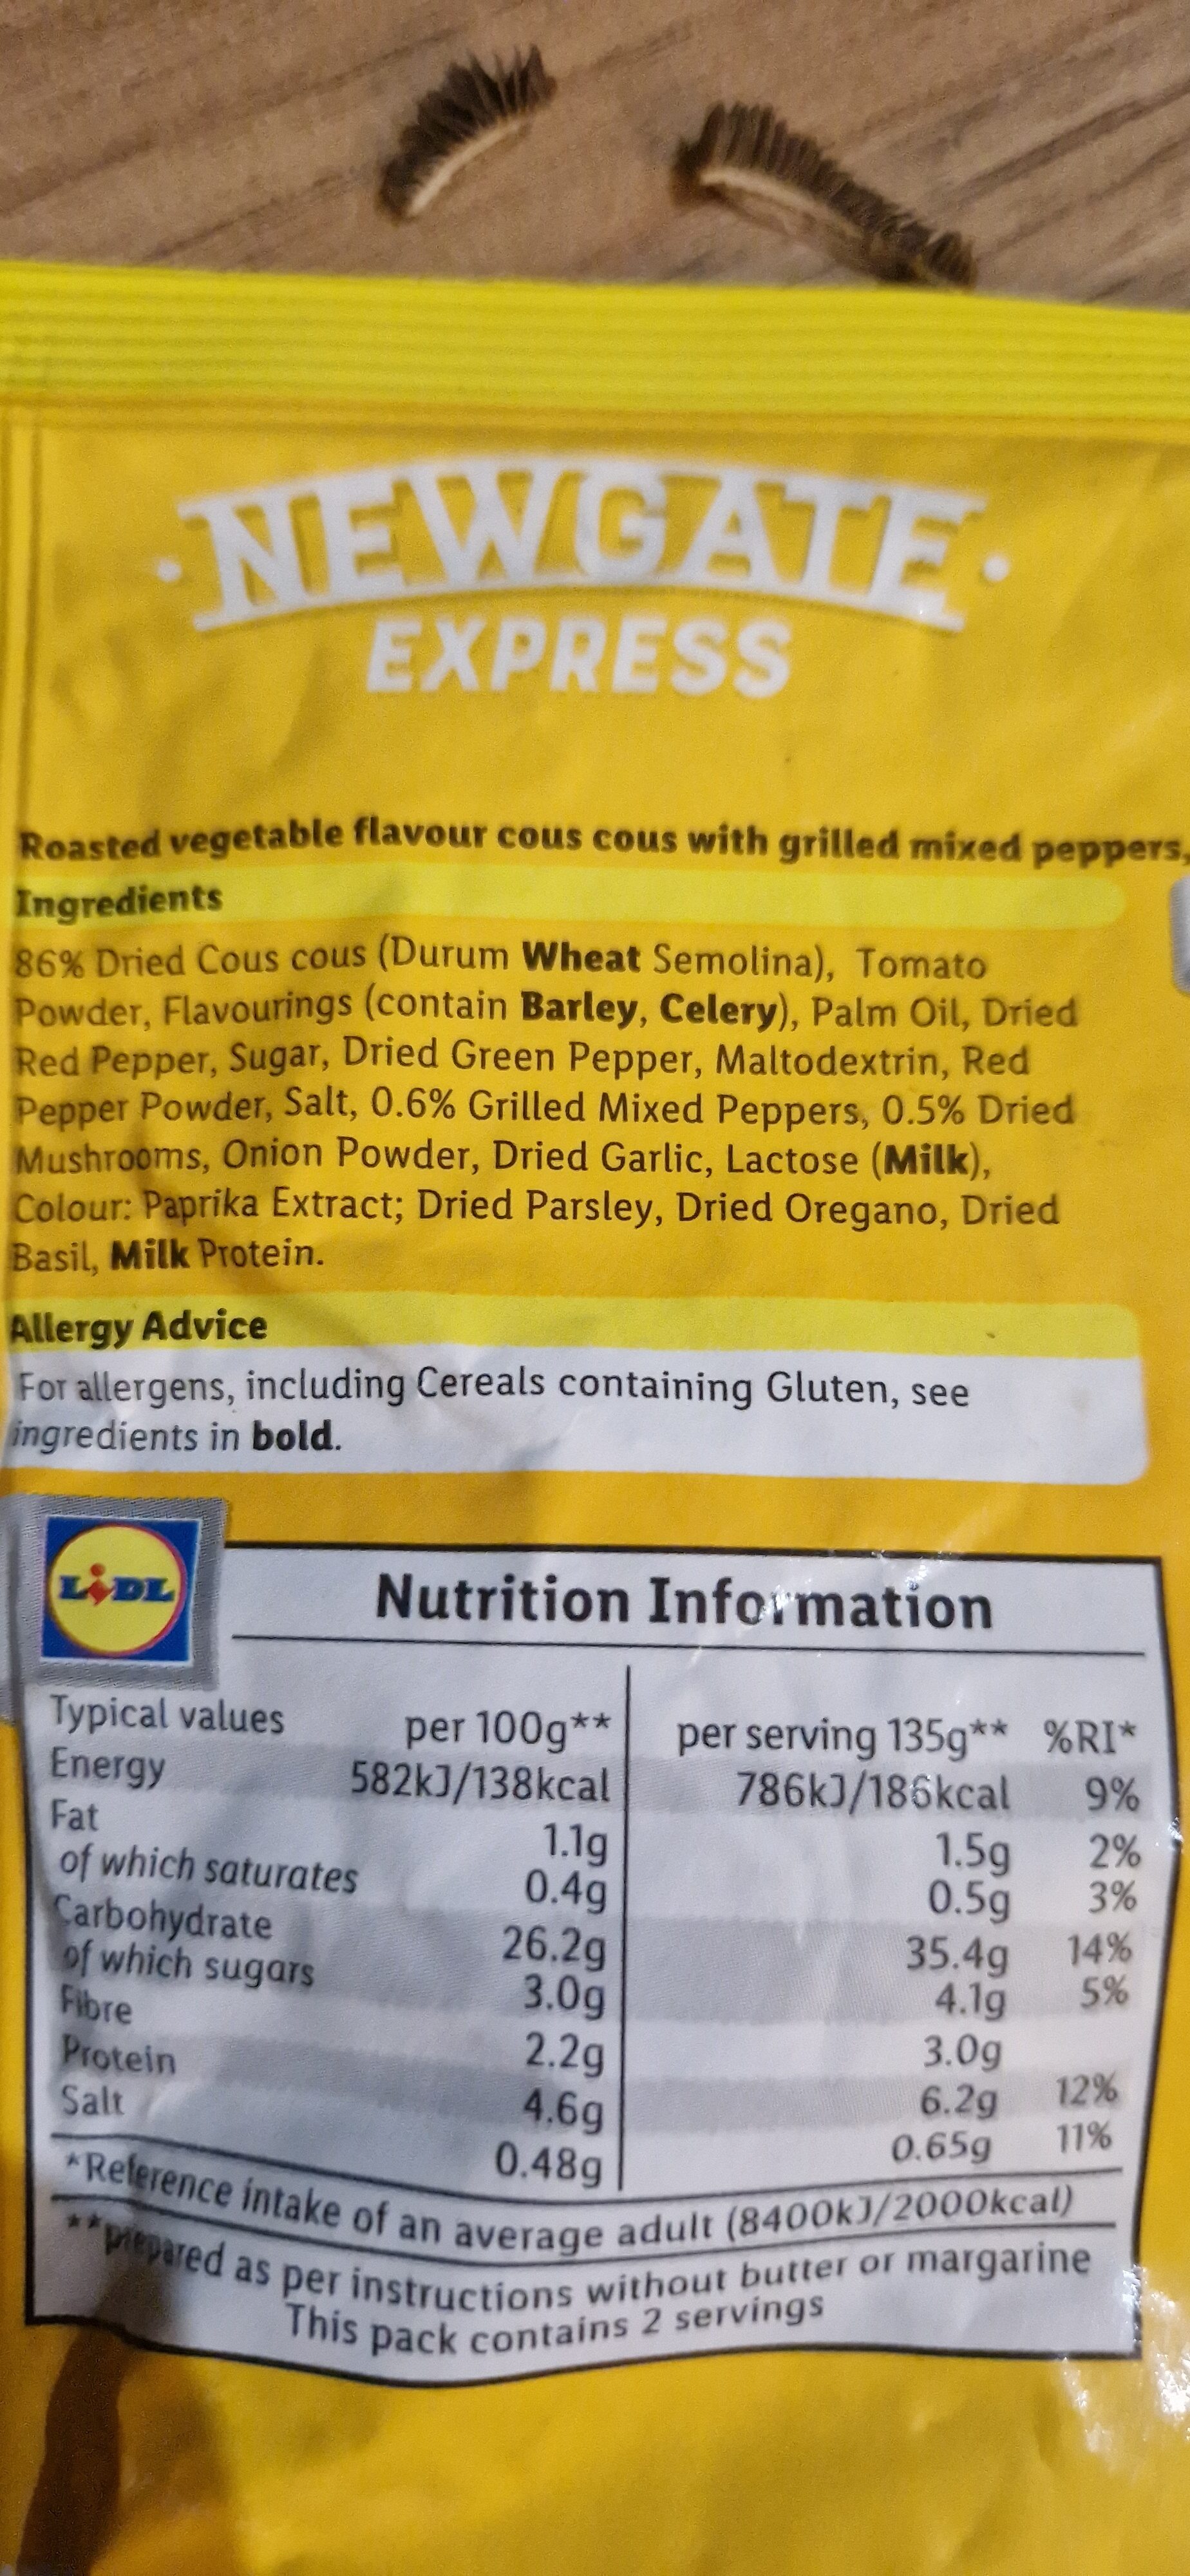 NEWGATE
EXPRESS
Roasted vegetable flavour cous cous with grilled mixed peppers,
Ingredients
86% Dried Cous cous (Durum Wheat Semolina), Tomato
Powder, Flavourings (contain Barley, Celery), Palm Oil, Dried
Red Pepper, Sugar, Dried Green Pepper, Maltodextrin, Red
Pepper Powder, Salt, 0.6% Grilled Mixed Peppers, 0.5% Dried
Mushrooms, Onion Powder, Dried Garlic, Lactose (Milk),
Colour: Paprika Extract; Dried Parsley, Dried Oregano, Dried
Basil, Milk Protein.
Allergy Advice
For allergens, including Cereals containing Gluten, see
ingredients in bold.
LIDL
Nutrition Information
Typical values per 100g** per serving 135g** %RI*
Energy 582kJ/138kcal 786kJ/186kcal 9%
Fat 1.1g 1.5g 2%
of which saturates 0.4g 0.5g 3%
Carbohydrate 26.2g 35.4g 14%
of which sugars 3.0g 4.1g 5%
Fibre 2.2g 3.0g
Protein 4.6g 6.2g 12%
Salt 0.48g 0.65g 11%
*Reference intake of an average adult (8400kJ/2000kcal)
**prepared as per instructions without butter or margarine
This pack contains 2 servings